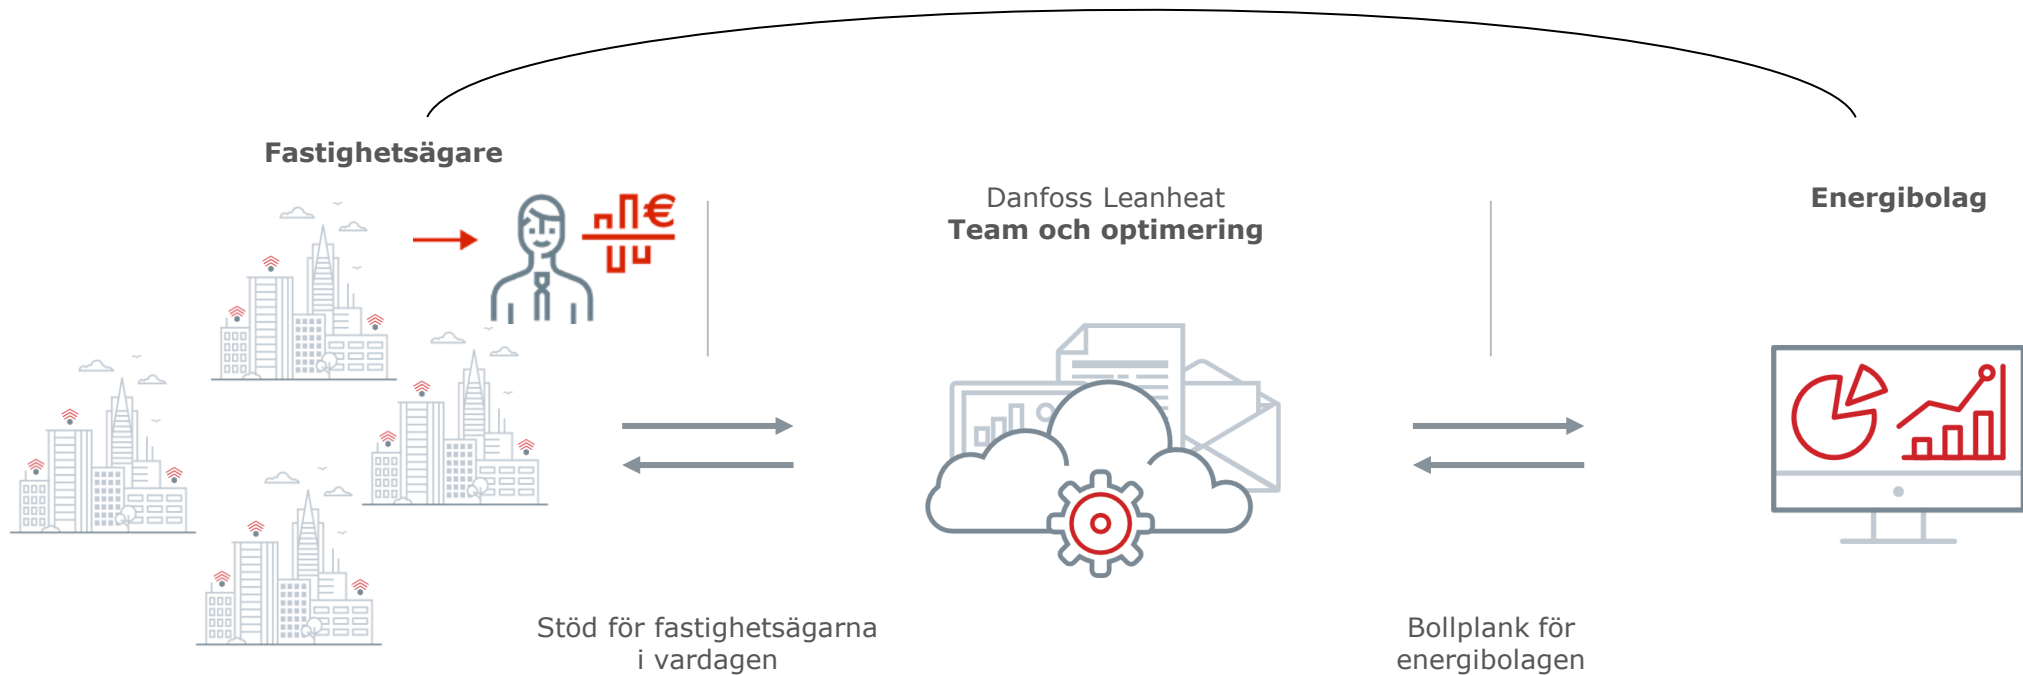 Fastighetsägare
€
Danfoss Leanheat
Team och optimering
Energibolag
Stöd för fastighetsägarna
i vardagen
Bollplank för
energibolagen